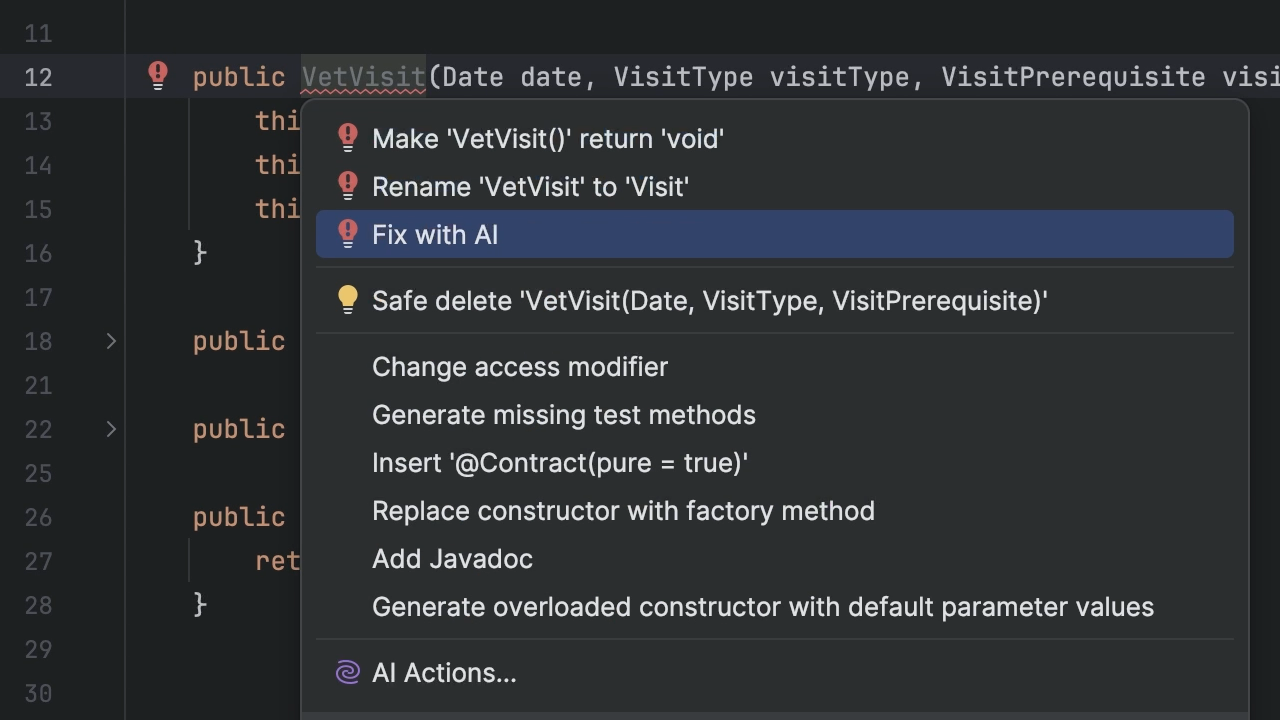 11
12 public VetVisit(Date date, VisitType visitType, VisitPrerequisite visi
13 thi
Make 'VetVisit()' return 'void'
14 thi
Rename 'VetVisit' to 'Visit'
15 thi
Fix with AI
16 }
17
Safe delete 'VetVisit(Date, VisitType, VisitPrerequisite)'
18 public
Change access modifier
21
Generate missing test methods
22 public
Insert '@Contract(pure = true)'
25
Replace constructor with factory method
26 public
27 ret
Add Javadoc
28 }
Generate overloaded constructor with default parameter values
29
AI Actions...
30